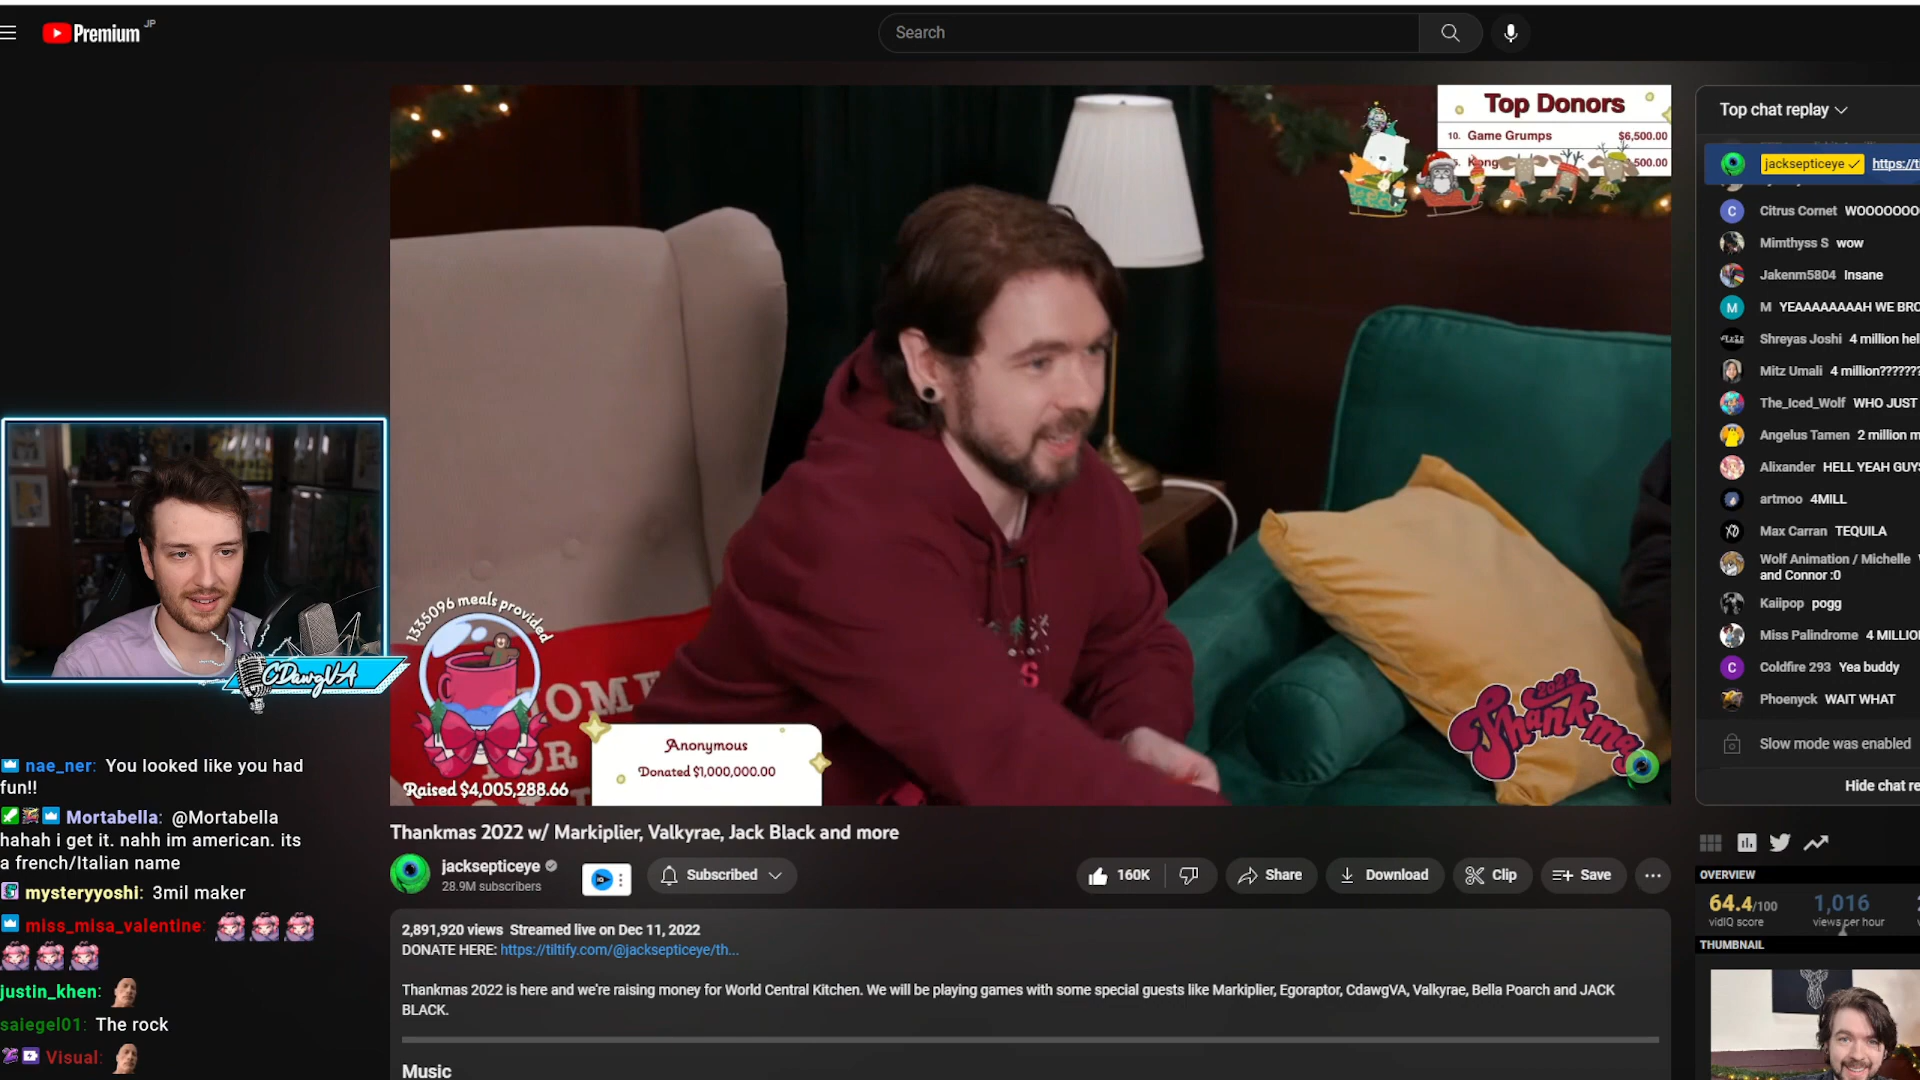 Premium JP
Search
Top Donors
10. Game Grumps $6,500.00
Kong
500.00
1335096 meals provided
Raised $4,005,288.66
Anonymous
Donated $1,000,000.00
2022
Thankmas
CDawgVA
nae_ner: You looked like you had
fun!!
Mortabella: @Mortabella
hahah i get it. nahh im american. its
a french/Italian name
mysteryyoshi: 3mil maker
miss_misa_valentine:
justin_khen:
saiegel01: The rock
Visual:
Thankmas 2022 w/ Markiplier, Valkyrae, Jack Black and more
jacksepticeye
28.9M subscribers
Subscribed
160K
Share
Download
Clip
Save
2,891,920 views Streamed live on Dec 11, 2022
DONATE HERE: https://tiltify.com/@jacksepticeye/th...
Thankmas 2022 is here and we're raising money for World Central Kitchen. We will be playing games with some special guests like Markiplier, Egoraptor, CdawgVA, Valkyrae, Bella Poarch and JACK
BLACK.
Music
Top chat replay
jacksepticeye https://ti
Citrus Cornet WOOOOOOO
Mimthyss S wow
Jakenm5804 Insane
M YEAAAAAAAH WE BRO
Shreyas Joshi 4 million hel
Mitz Umali 4 million???????
The_Iced_Wolf WHO JUST
Angelus Tamen 2 million m
Alixander HELL YEAH GUYS
artmoo 4MILL
Max Carran TEQUILA
Wolf Animation / Michelle
and Connor :0
Kaiipop pogg
Miss Palindrome 4 MILLIO
Coldfire 293 Yea buddy
Phoenyck WAIT WHAT
Slow mode was enabled
Hide chat re
OVERVIEW
64.4/100
vidIQ score
1,016
views per hour
THUMBNAIL